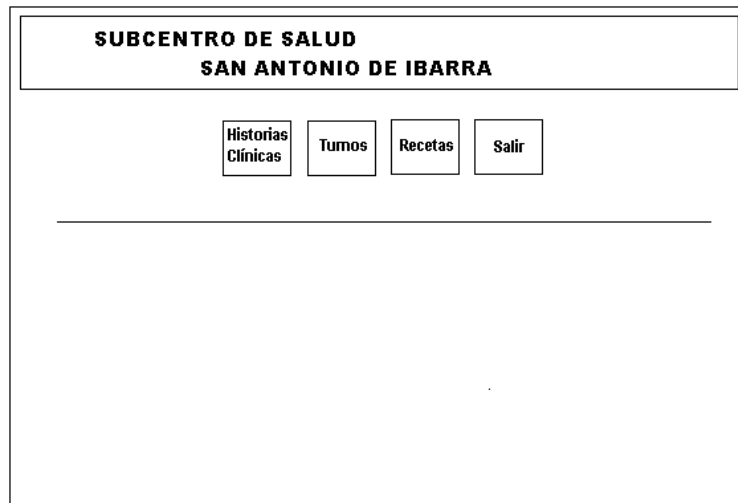 SUBCENTRO DE SALUD
SAN ANTONIO DE IBARRA
Historias
Clínicas
Turnos
Recetas
Salir